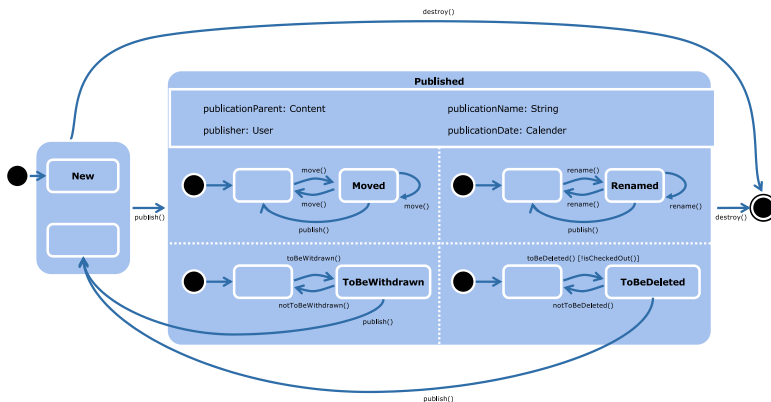 destroy()
Published
publicationParent: Content
publicationName: String
publisher: User
publicationDate: Calender
New
move()
Moved
move()
move()
publish()
rename()
Renamed
rename()
rename()
publish()
publish()
destroy()
toBeWitdrawn()
ToBeWithdrawn
notToBeWithdrawn()
publish()
toBeDeleted() [!isCheckedOut()]
ToBeDeleted
notToBeDeleted()
publish()